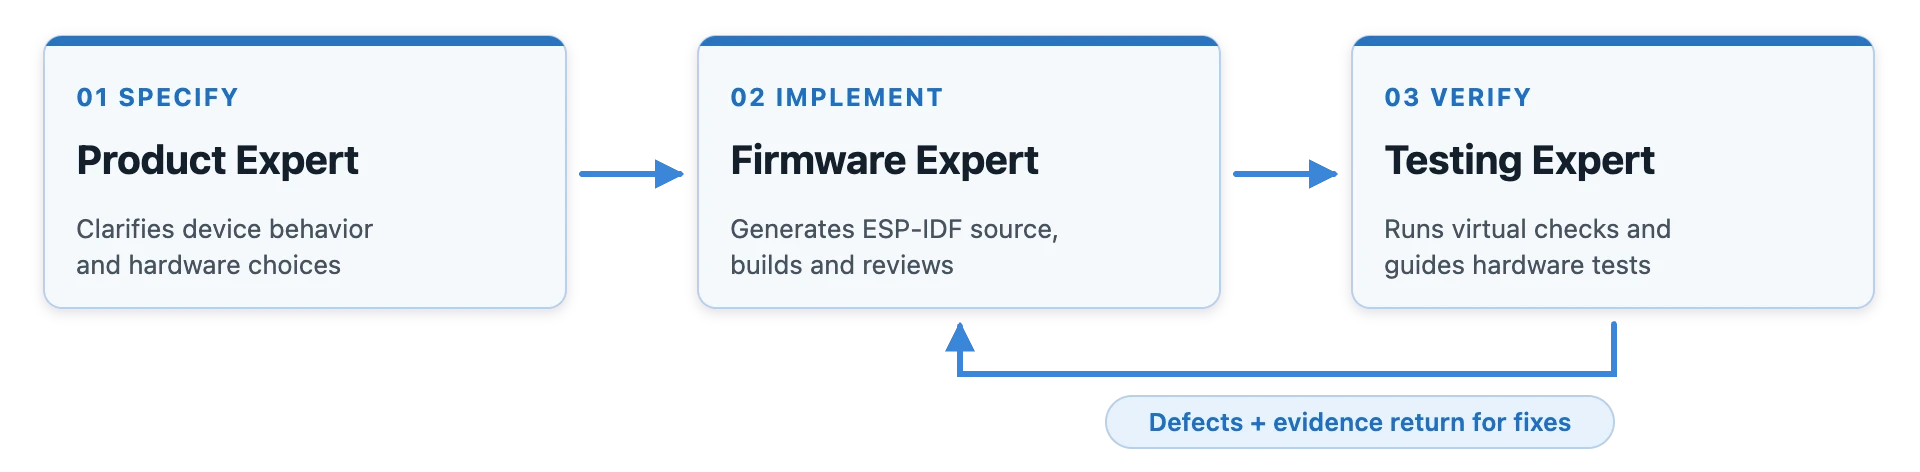 01 SPECIFY
Product Expert
Clarifies device behavior
and hardware choices
02 IMPLEMENT
Firmware Expert
Generates ESP-IDF source,
builds and reviews
03 VERIFY
Testing Expert
Runs virtual checks and
guides hardware tests
Defects + evidence return for fixes